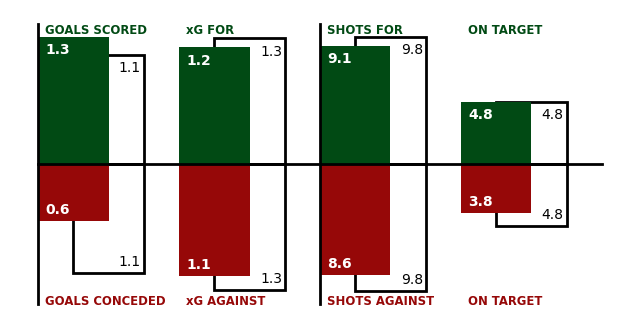 GOALS SCORED xG FOR SHOTS FOR ON TARGET
1.3 1.1 1.2 1.3 9.1 9.8 4.8 4.8
0.6 1.1 1.1 1.3 8.6 9.8 3.8 4.8
GOALS CONCEDED xG AGAINST SHOTS AGAINST ON TARGET